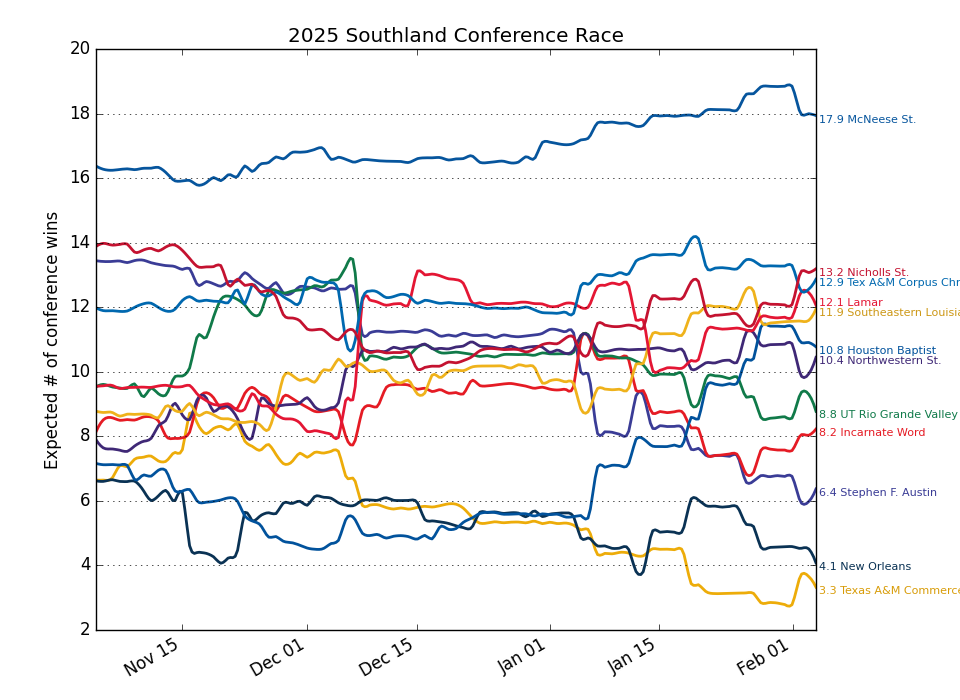 2025 Southland Conference Race
Expected # of conference wins
20
18
16
14
12
10
8
6
4
2
Nov 15
Dec 01
Dec 15
Jan 01
Jan 15
Feb 01
17.9 McNeese St.
13.2 Nicholls St.
12.9 Tex A&M Corpus Chr
12.1 Lamar
11.9 Southeastern Louisia
10.8 Houston Baptist
10.4 Northwestern St.
8.8 UT Rio Grande Valley
8.2 Incarnate Word
6.4 Stephen F. Austin
4.1 New Orleans
3.3 Texas A&M Commerce